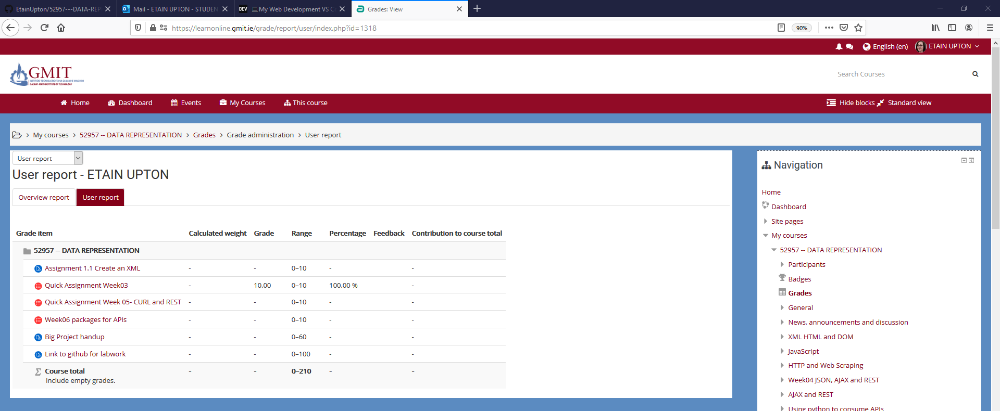 EtainUpton/52957---DATA-REP
Mail - ETAIN UPTON - STUDEN
DEV
My Web Development VS C
Grades: View
https://learnonline.gmit.ie/grade/report/user/index.php?id=1318
90%
English (en)
ETAIN UPTON
GMIT
GALWAY-MAYO INSTITUTE OF TECHNOLOGY
Search Courses
Home Dashboard Events My Courses This course Hide blocks Standard view
My courses > 52957 -- DATA REPRESENTATION > Grades > Grade administration > User report
User report
User report - ETAIN UPTON
Overview report User report
Grade item Calculated weight Grade Range Percentage Feedback Contribution to course total
52957 -- DATA REPRESENTATION
Assignment 1.1 Create an XML - - 0–10 - -
Quick Assignment Week03 - 10.00 0–10 100.00 % -
Quick Assignment Week 05- CURL and REST - - 0–10 - -
Week06 packages for APIs - - 0–10 - -
Big Project handup - - 0–60 - -
Link to github for labwork - - 0–100 - -
Course total - - 0–210 - -
Include empty grades.
Navigation
Home
Dashboard
Site pages
My courses
52957 -- DATA REPRESENTATION
Participants
Badges
Grades
General
News, announcements and discussion
XML HTML and DOM
JavaScript
HTTP and Web Scraping
Week04 JSON, AJAX and REST
AJAX and REST
Using python to consume APIs